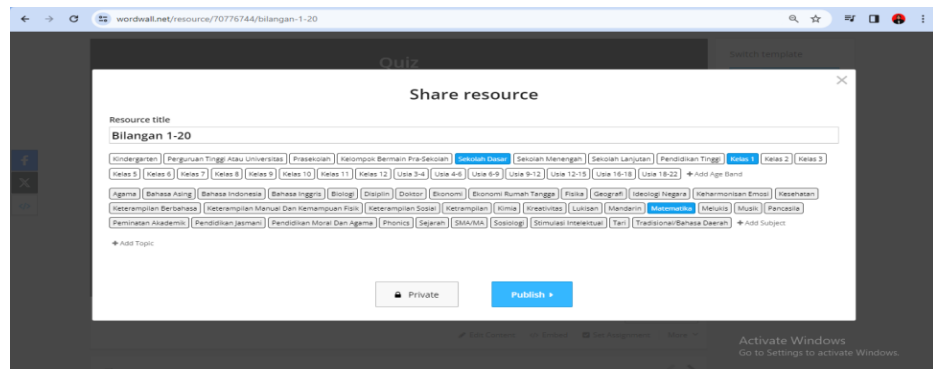 wordwall.net/resource/70776744/bilangan-1-20
Quiz
Switch template
Share resource
Resource title
Bilangan 1-20
Kindergarten Perguruan Tinggi Atau Universitas Prasekolah Kelompok Bermain Pra-Sekolah Sekolah Dasar Sekolah Menengah Sekolah Lanjutan Pendidikan Tinggi Kelas 1 Kelas 2 Kelas 3
Kelas 5 Kelas 6 Kelas 7 Kelas 8 Kelas 9 Kelas 10 Kelas 11 Kelas 12 Usia 3-4 Usia 4-6 Usia 6-9 Usia 9-12 Usia 12-15 Usia 16-18 Usia 18-22 + Add Age Band
Agama Bahasa Asing Bahasa Indonesia Bahasa Inggris Biologi Disiplin Doktor Ekonomi Ekonomi Rumah Tangga Fisika Geografi Ideologi Negara Keharmonisan Emosi Kesehatan
Keterampilan Berbahasa Keterampilan Manual Dan Kemampuan Fisik Keterampilan Sosial Ketrampilan Kimia Kreativitas Lukisan Mandarin Matematika Melukis Musik Pancasila
Peminatan Akademik Pendidikan Jasmani Pendidikan Moral Dan Agama Phonics Sejarah SMA/MA Sosiologi Stimulasi Intelektual Tari Tradisional/Bahasa Daerah + Add Subject
+ Add Topic
Private
Publish
Edit Content Embed Set Assignment More
Activate Windows
Go to Settings to activate Windows.